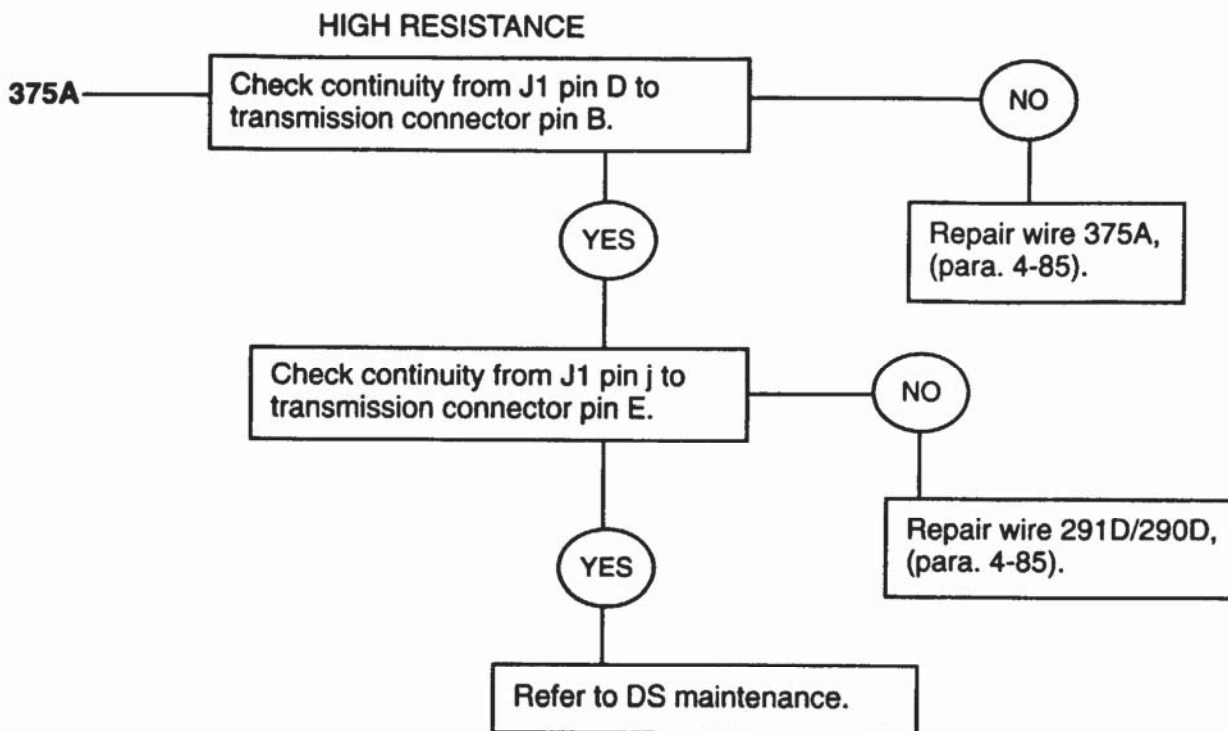 HIGH RESISTANCE
375A
Check continuity from J1 pin D to
transmission connector pin B.
NO
YES
Repair wire 375A,
(para. 4-85).
Check continuity from J1 pin j to
transmission connector pin E.
NO
YES
Repair wire 291D/290D,
(para. 4-85).
Refer to DS maintenance.